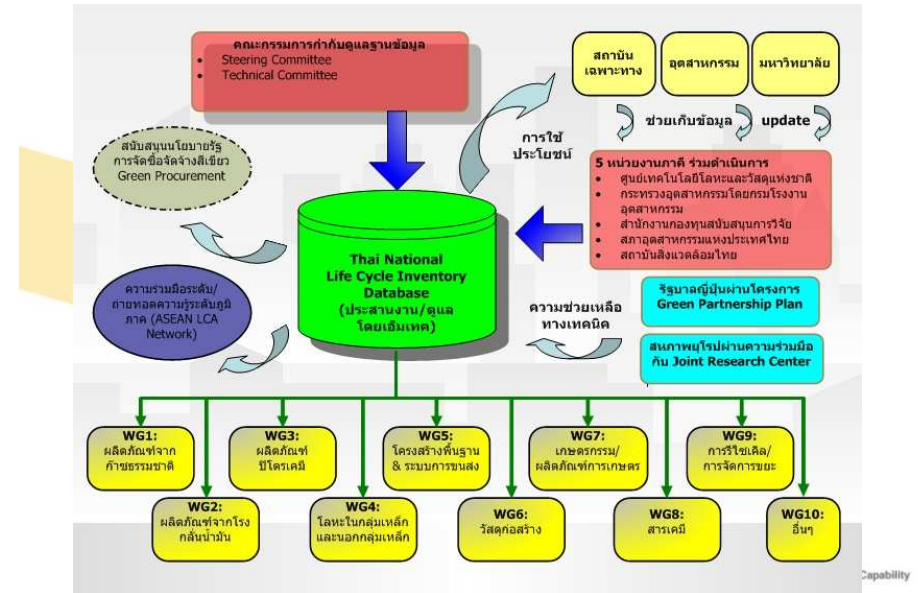 คณะกรรมการกำกับดูแลฐานข้อมูล
• Steering Committee
• Technical Committee
สถาบัน
เฉพาะทาง
อุตสาหกรรม
มหาวิทยาลัย
ช่วยเก็บข้อมูล
update
การใช้
ประโยชน์
สนับสนุนนโยบายรัฐ
การจัดซื้อจัดจ้างสีเขียว
Green Procurement
5 หน่วยงานภาคี ร่วมดำเนินการ
• ศูนย์เทคโนโลยีโลหะและวัสดุแห่งชาติ
• กระทรวงอุตสาหกรรมโดยกรมโรงงาน
อุตสาหกรรม
• สำนักงานกองทุนสนับสนุนการวิจัย
• สภาอุตสาหกรรมแห่งประเทศไทย
• สถาบันสิ่งแวดล้อมไทย
Thai National
Life Cycle Inventory
Database
(ประสานงาน/ดูแล
โดยเอ็มเทค)
ความร่วมมือระดับ/
ถ่ายทอดความรู้ระดับภูมิ
ภาค (ASEAN LCA
Network)
ความช่วยเหลือ
ทางเทคนิค
รัฐบาลญี่ปุ่นผ่านโครงการ
Green Partnership Plan
สหภาพยุโรปผ่านความร่วมมือ
กับ Joint Research Center
WG1:
ผลิตภัณฑ์จาก
ก๊าซธรรมชาติ
WG3:
ผลิตภัณฑ์
ปิโตรเคมี
WG5:
โครงสร้างพื้นฐาน
& ระบบการขนส่ง
WG7:
เกษตรกรรม/
ผลิตภัณฑ์การเกษตร
WG9:
การรีไซเคิล/
การจัดการขยะ
WG2:
ผลิตภัณฑ์จากโรง
กลั่นน้ำมัน
WG4:
โลหะในกลุ่มเหล็ก
และนอกกลุ่มเหล็ก
WG6:
วัสดุก่อสร้าง
WG8:
สารเคมี
WG10:
อื่นๆ
Capability